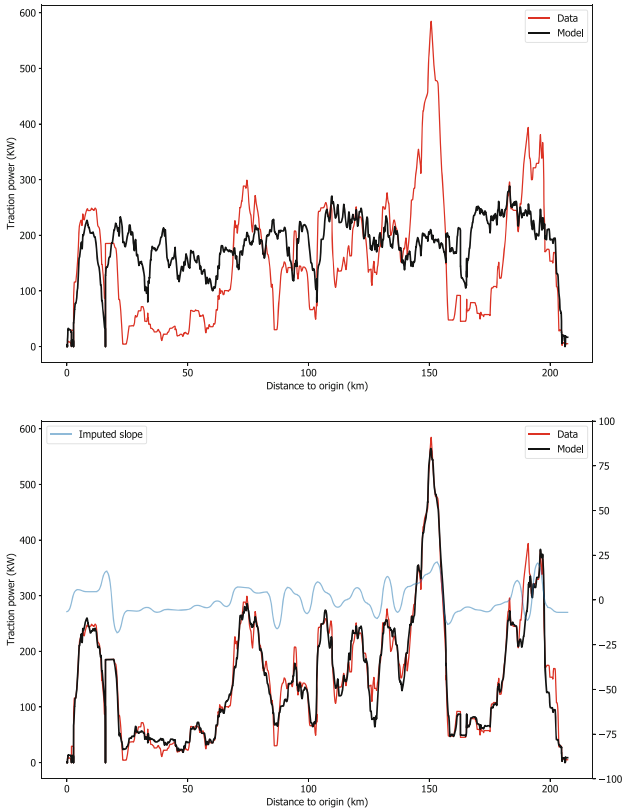 600
500
400
300
200
100
0
Traction power (KW)
Data
Model
0 50 100 150 200
Distance to origin (km)
600
500
400
300
200
100
0
Traction power (KW)
Imputed slope
Data
Model
100
75
50
25
0
−25
−50
−75
−100
0 50 100 150 200
Distance to origin (km)